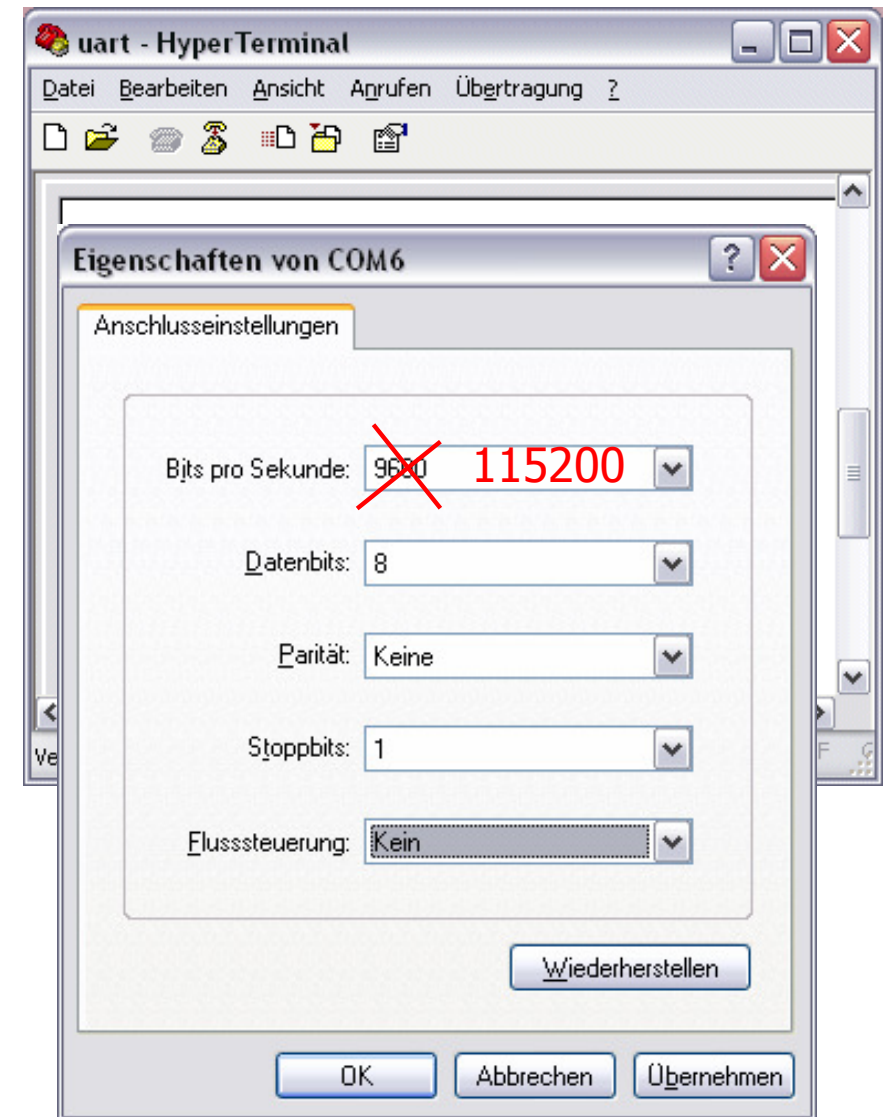 uart - HyperTerminal
Datei Bearbeiten Ansicht Anrufen Übertragung ?
Eigenschaften von COM6
Anschlusseinstellungen
Bits pro Sekunde: 9600 115200
Datenbits: 8
Parität: Keine
Stoppbits: 1
Ve F G
Flusssteuerung: Kein
Wiederherstellen
OK Abbrechen Übernehmen